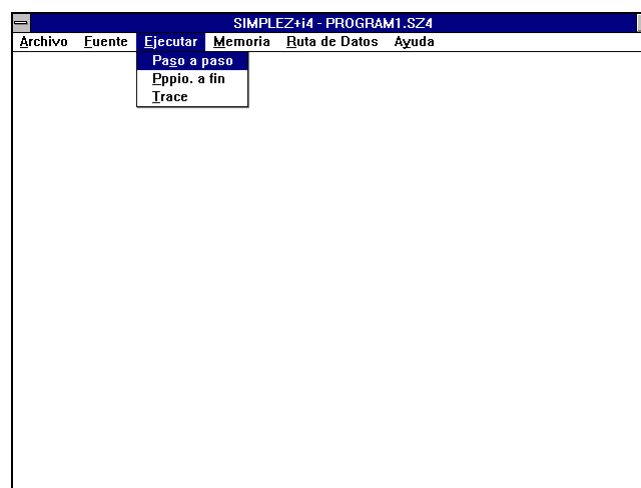 SIMPLEZ+i4 - PROGRAM1.SZ4
Archivo Fuente Ejecutar Memoria Ruta de Datos Ayuda
Paso a paso
Pppio. a fin
Trace